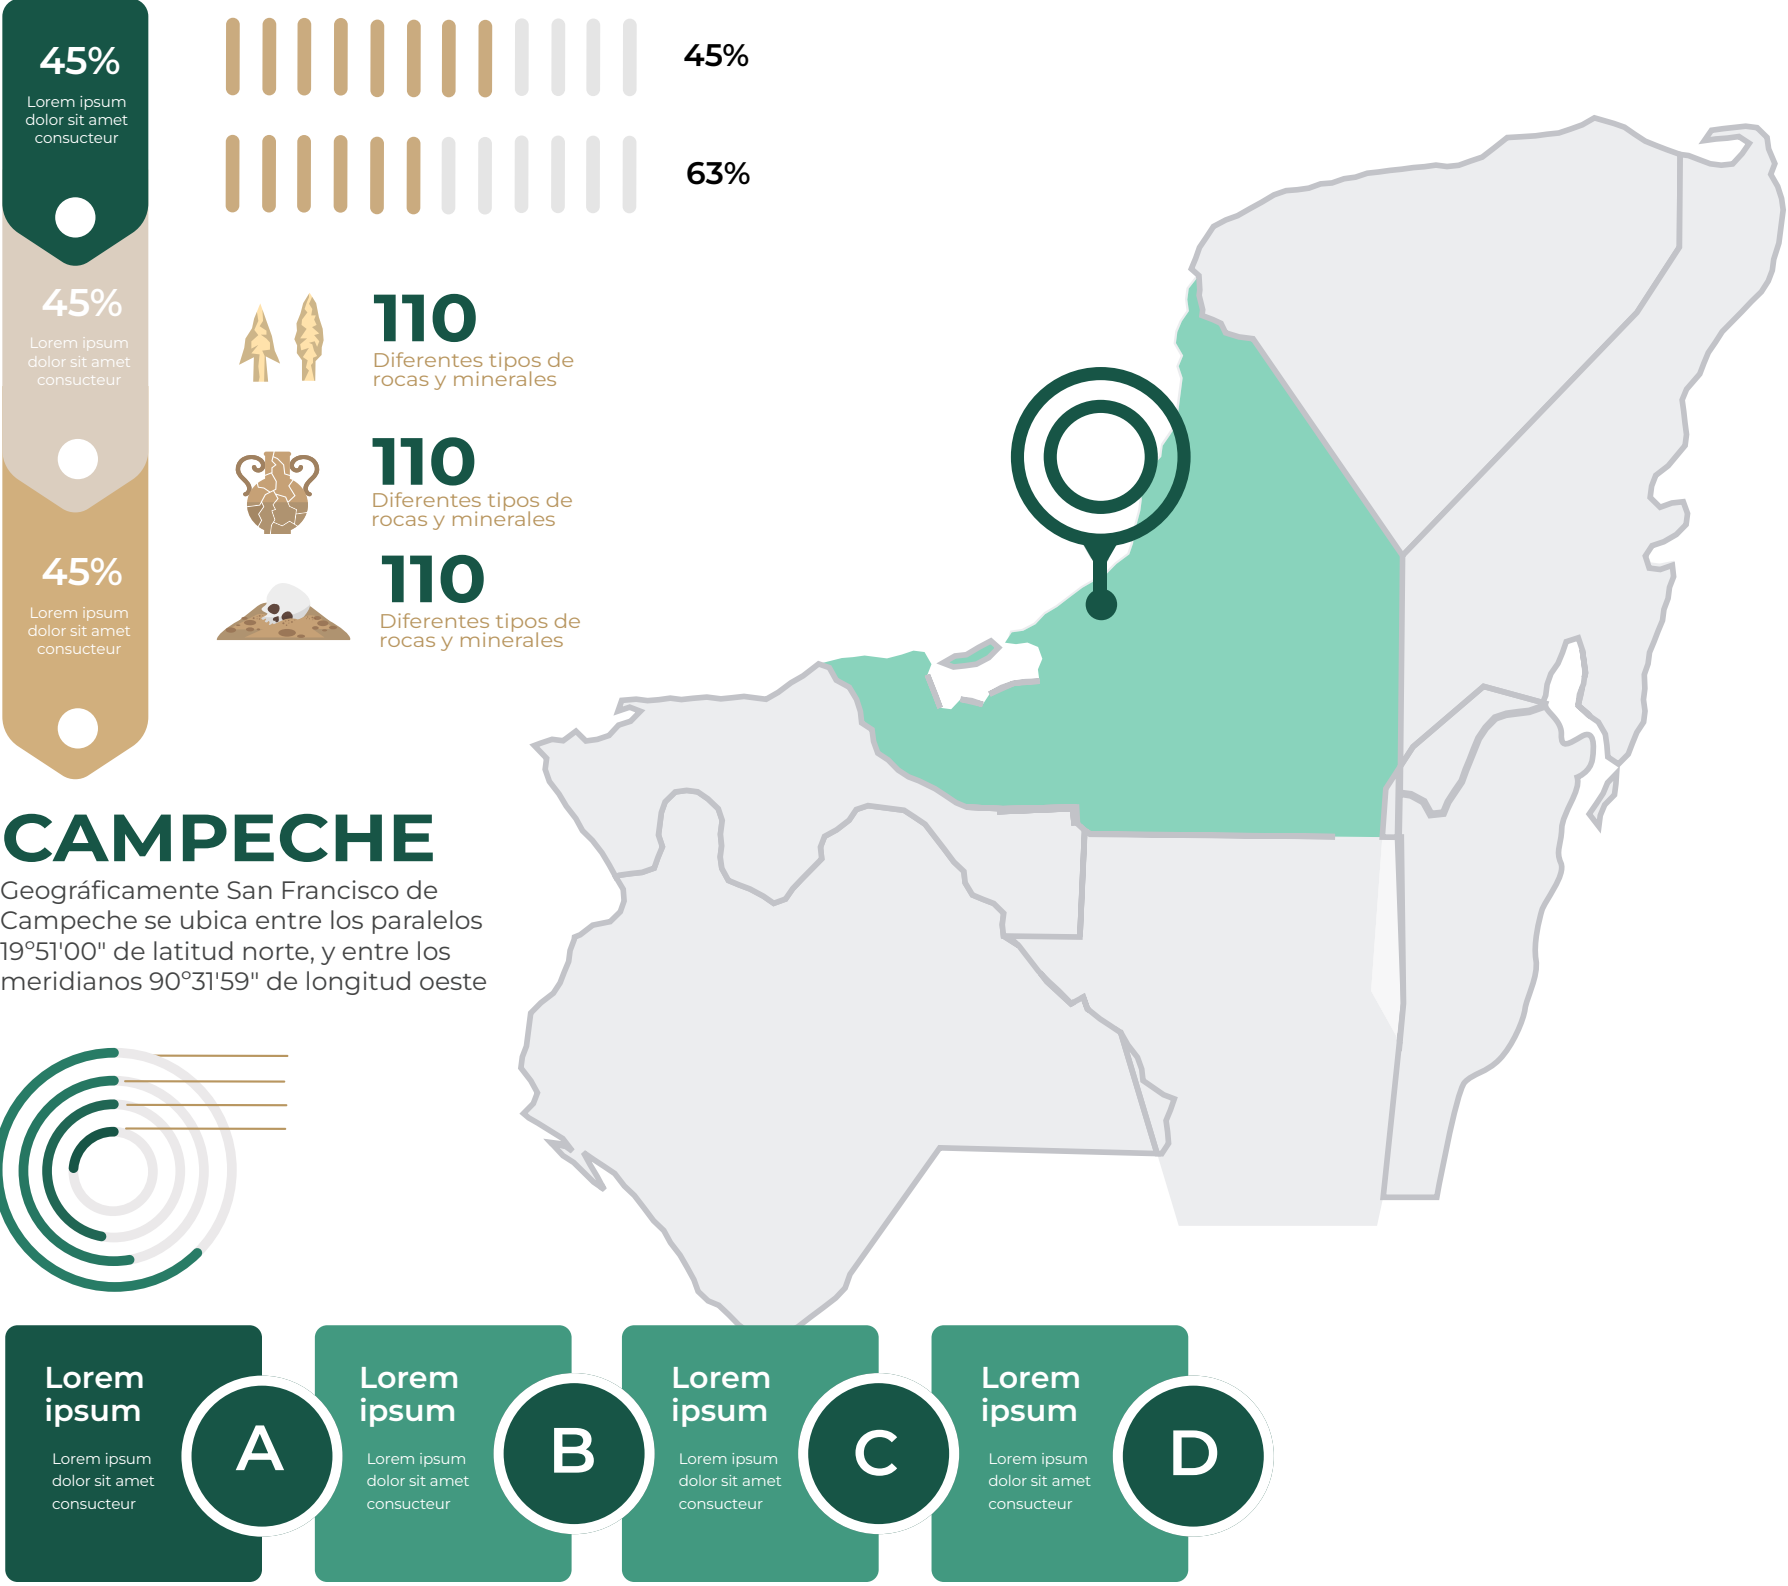 45%
Lorem ipsum
dolor sit amet
consucteur
45%
Lorem ipsum
dolor sit amet
consucteur
45%
Lorem ipsum
dolor sit amet
consucteur
45%
63%
110
Diferentes tipos de
rocas y minerales
110
Diferentes tipos de
rocas y minerales
110
Diferentes tipos de
rocas y minerales
CAMPECHE
Geográficamente San Francisco de
Campeche se ubica entre los paralelos
19º51'00" de latitud norte, y entre los
meridianos 90º31'59" de longitud oeste
Lorem
ipsum
Lorem ipsum
dolor sit amet
consucteur
A
Lorem
ipsum
Lorem ipsum
dolor sit amet
consucteur
B
Lorem
ipsum
Lorem ipsum
dolor sit amet
consucteur
C
Lorem
ipsum
Lorem ipsum
dolor sit amet
consucteur
D